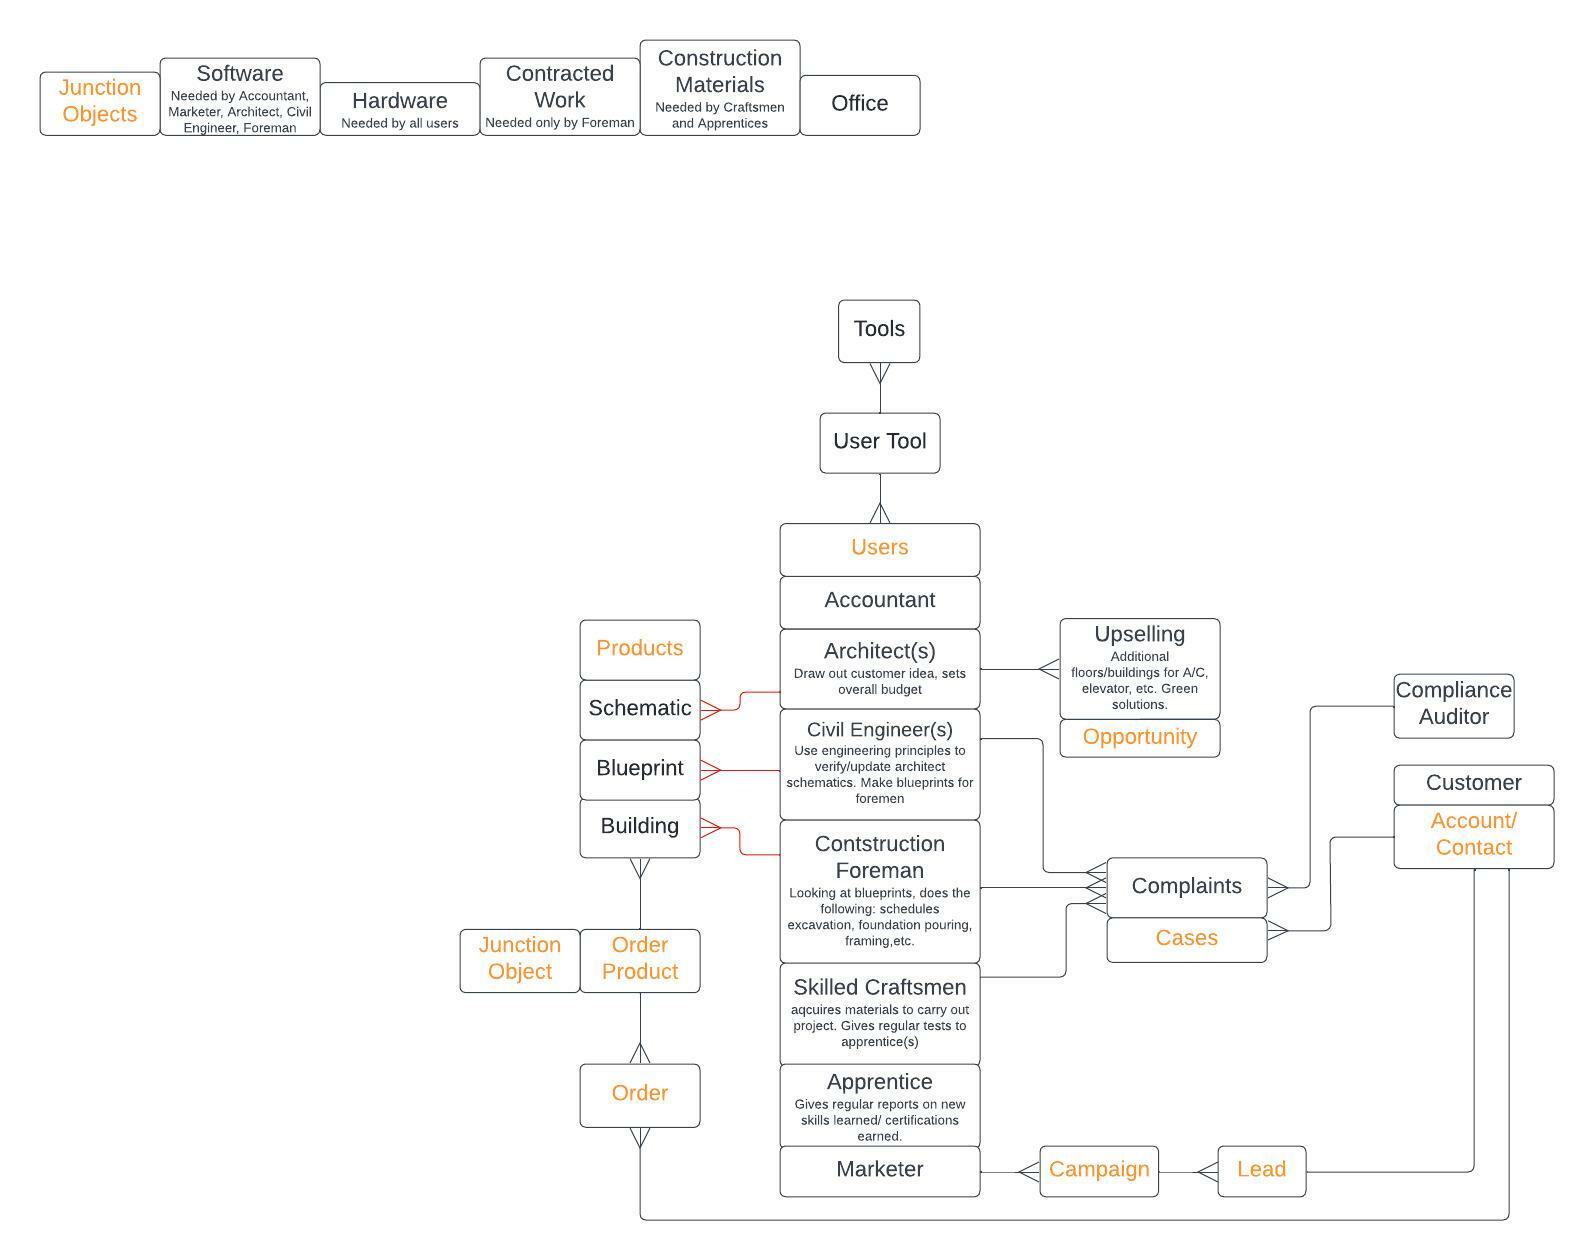 Junction
Objects
Software
Needed by Accountant,
Marketer, Architect, Civil
Engineer, Foreman
Hardware
Needed by all users
Contracted
Work
Needed only by Foreman
Construction
Materials
Needed by Craftsmen
and Apprentices
Office
Tools
User Tool
Users
Accountant
Architect(s)
Draw out customer idea, sets
overall budget
Civil Engineer(s)
Use engineering principles to
verify/update architect
schematics. Make blueprints for
foremen
Contstruction
Foreman
Looking at blueprints, does the
following: schedules
excavation, foundation pouring,
framing,etc.
Skilled Craftsmen
aqcuires materials to carry out
project. Gives regular tests to
apprentice(s)
Apprentice
Gives regular reports on new
skills learned/ certifications
earned.
Marketer
Products
Schematic
Blueprint
Building
Junction
Object
Order
Product
Order
Upselling
Additional
floors/buildings for A/C,
elevator, etc. Green
solutions.
Opportunity
Compliance
Auditor
Customer
Account/
Contact
Complaints
Cases
Campaign
Lead